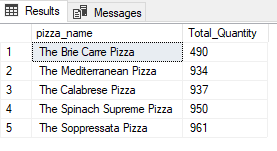 Results Messages
pizza_name Total_Quantity
1 The Brie Carre Pizza 490
2 The Mediterranean Pizza 934
3 The Calabrese Pizza 937
4 The Spinach Supreme Pizza 950
5 The Soppressata Pizza 961